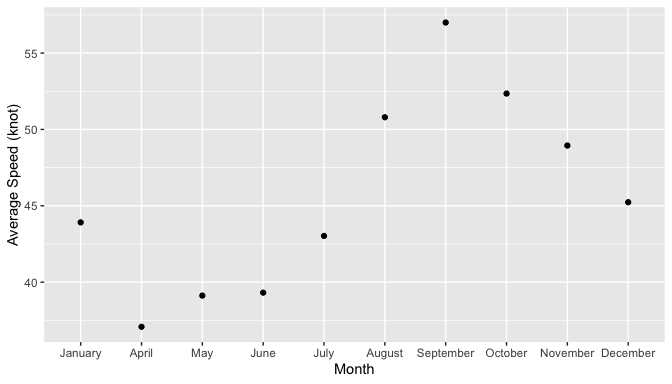 55
50
45
40
Average Speed (knot)
January April May June July August September October November December
Month